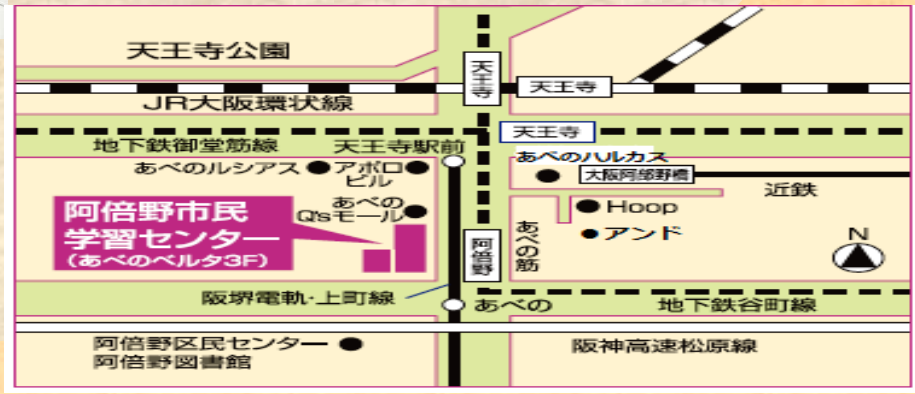 天王寺公園
天王寺
天王寺
JR大阪環状線
天王寺
地下鉄御堂筋線
天王寺駅前
あべのルシアス
アポロ
ビル
あべのハルカス
大阪阿部野橋
近鉄
あべの
Q'sモール
Hoop
アンド
阿倍野市民
学習センター
(あべのベルタ3F)
阿倍野
あべの筋
N
阪堺電軌・上町線
あべの
地下鉄谷町線
阿倍野区民センター
阿倍野図書館
阪神高速松原線